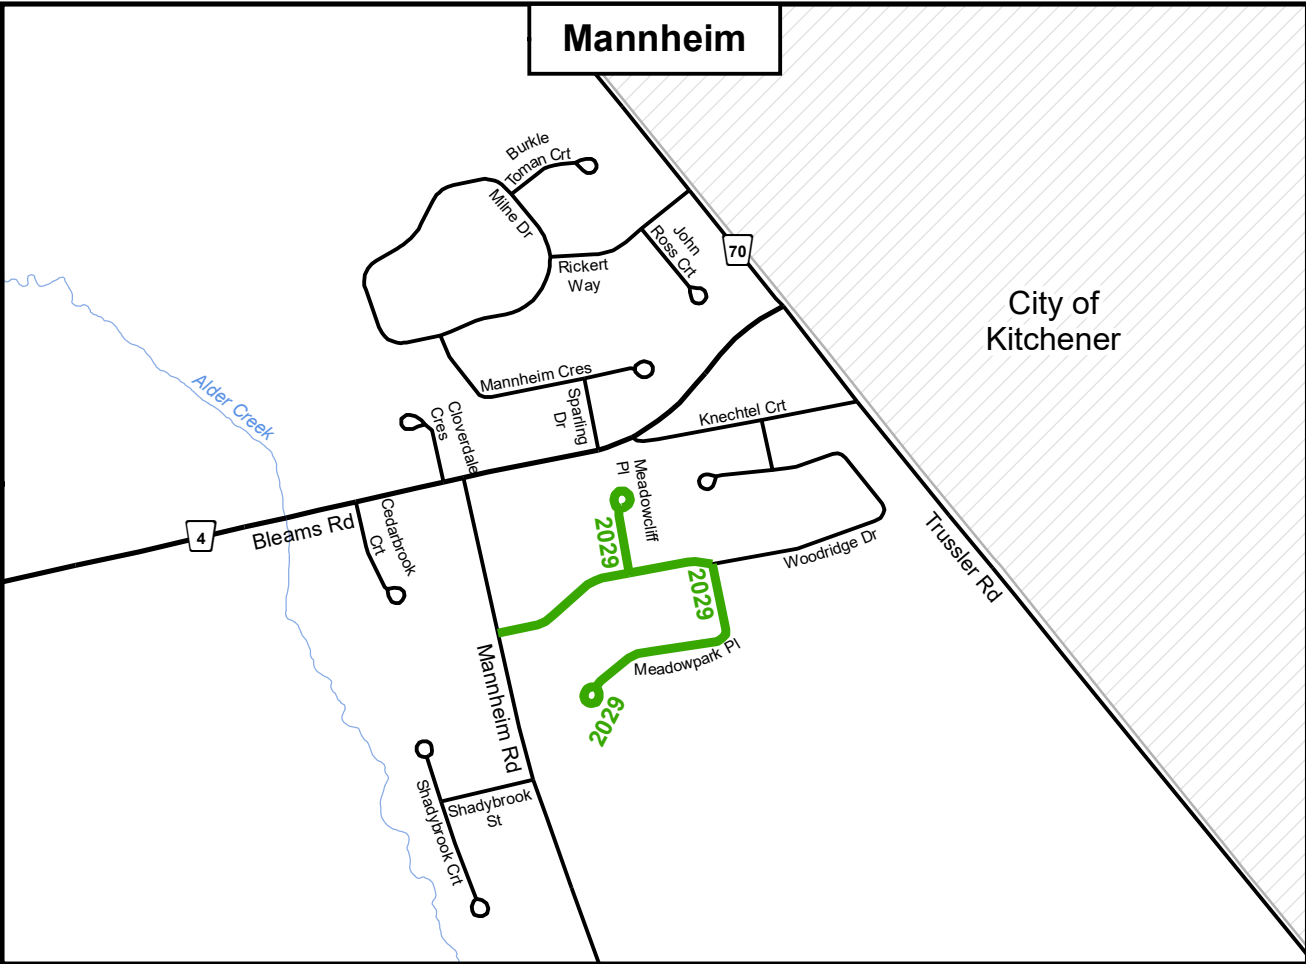 Mannheim
Burkle
Toman Crt
Milne Dr
John
Ross Crt
70
Rickert
Way
City of
Kitchener
Mannheim Cres
Sparling
Dr
Alder Creek
Cloverdale
Cres
Knechtel Crt
Meadowcliff
Pl
4
Bleams Rd
Cedarbrook
Crt
2029
Woodridge Dr
Trussler Rd
2029
Meadowpark Pl
Mannheim Rd
2029
Shadybrook
St
Shadybrook Crt